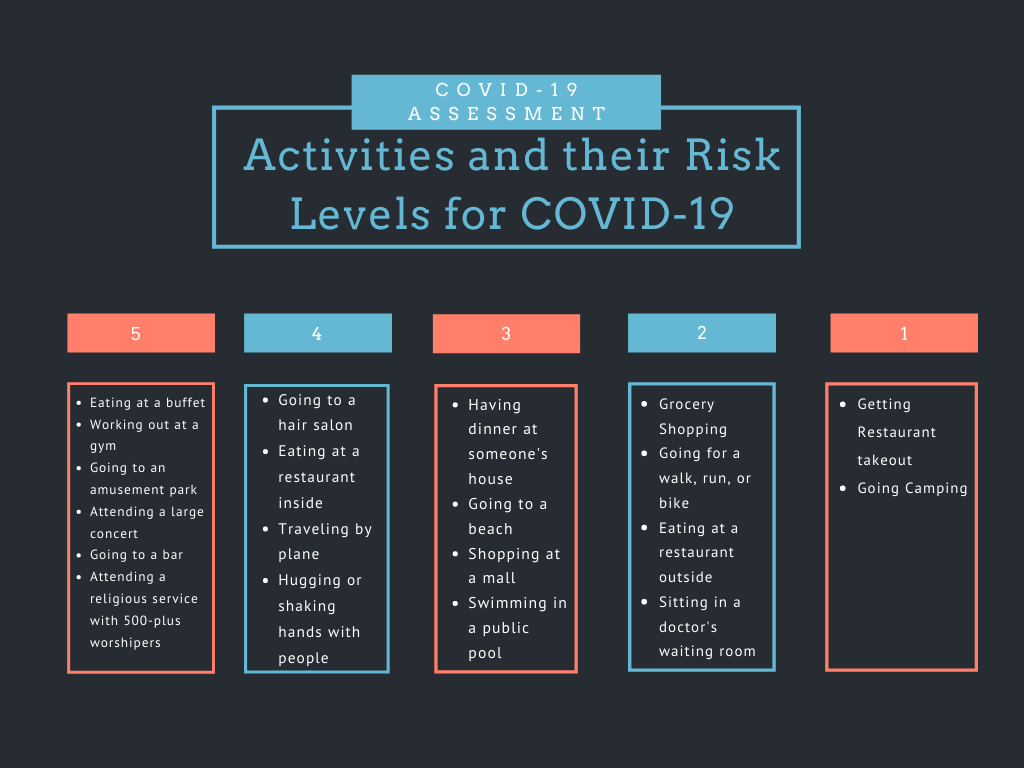 COVID-19
ASSESSMENT
Activities and their Risk
Levels for COVID-19
5
• Eating at a buffet
• Working out at a
gym
• Going to an
amusement park
• Attending a large
concert
• Going to a bar
• Attending a
religious service
with 500-plus
worshipers
4
• Going to a
hair salon
• Eating at a
restaurant
inside
• Traveling by
plane
• Hugging or
shaking
hands with
people
3
• Having
dinner at
someone's
house
• Going to a
beach
• Shopping at
a mall
• Swimming in
a public
pool
2
• Grocery
Shopping
• Going for a
walk, run, or
bike
• Eating at a
restaurant
outside
• Sitting in a
doctor's
waiting room
1
• Getting
Restaurant
takeout
• Going Camping